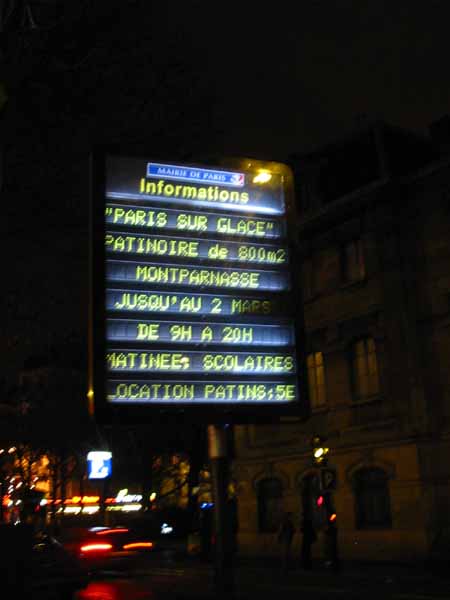 MAIRIE DE PARIS
Informations
"PARIS SUR GLACE"
PATINOIRE de 800m2
MONTPARNASSE
JUSQU'AU 2 MARS
DE 9H A 20H
MATINEE: SCOLAIRES
LOCATION PATINS:5E